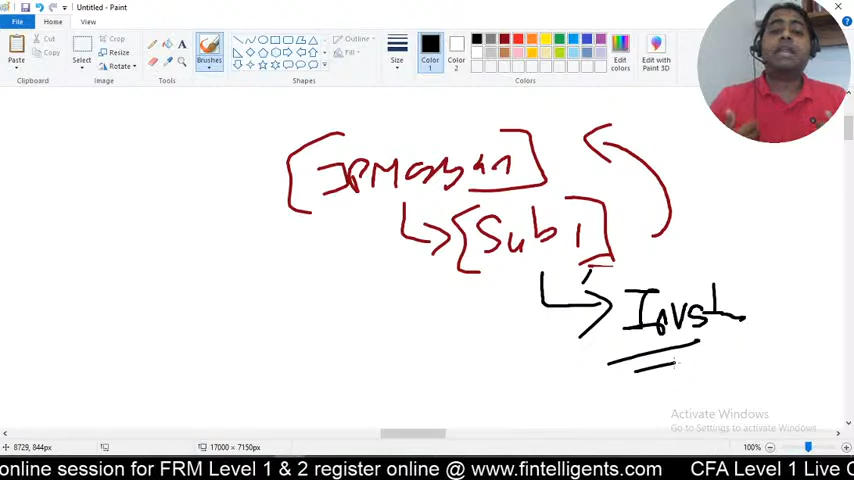 Untitled - Paint
File Home View
Cut
Copy
Paste
Clipboard
Crop
Resize
Rotate
Select
Image
Tools
Brushes
Outline
Fill
Shapes
Size
Color 1
Color 2
Edit colors
Edit with Paint 3D
Colors
[JPMorgan]
[Sub 1]
Invst
Activate Windows
Go to Settings to activate Windows.
8729, 844px
17000 × 7150px
100%
online session for FRM Level 1 & 2 register online @ www.fintelligents.com CFA Level 1 Live O